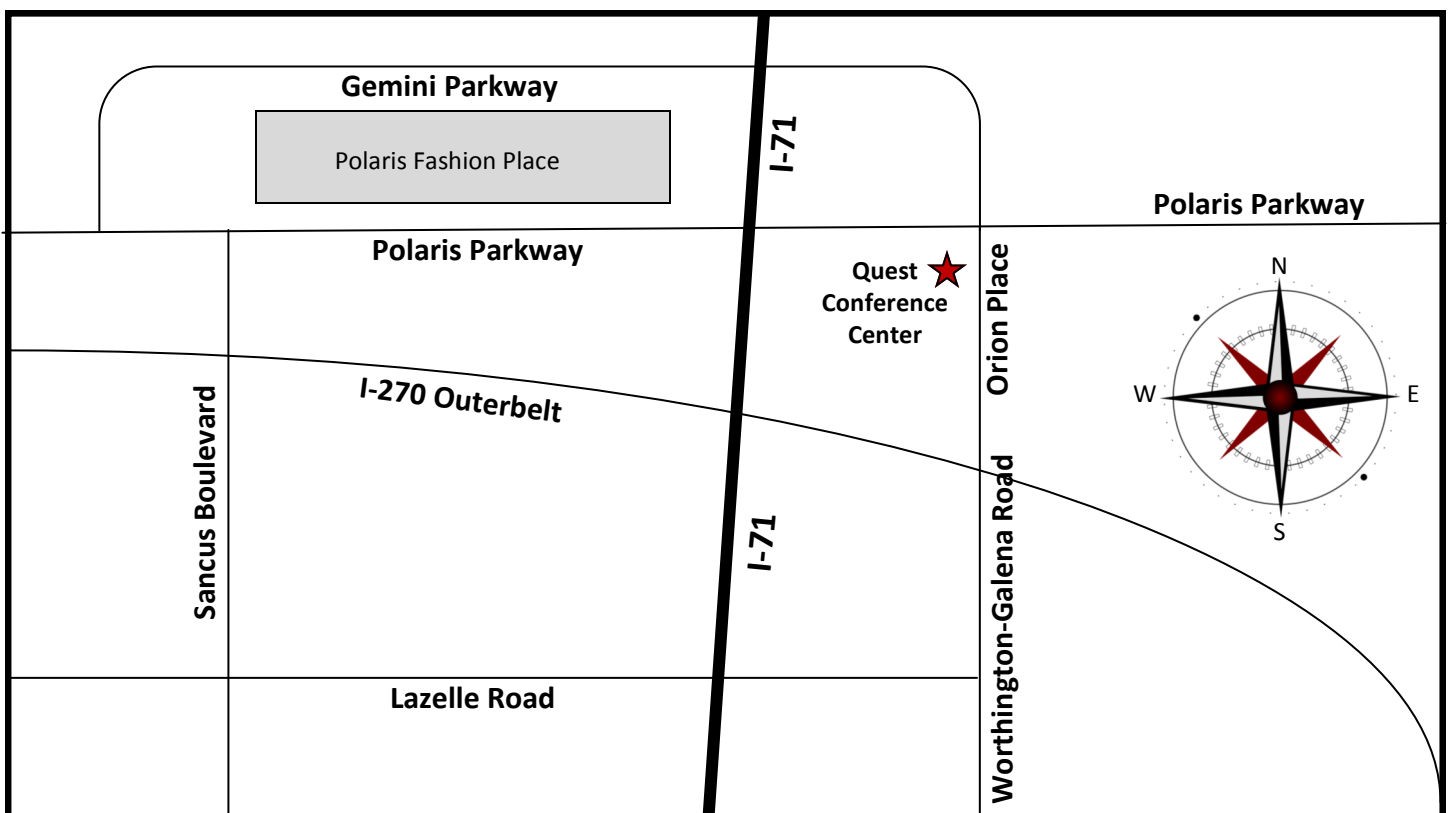 Gemini Parkway
I-71
Polaris Fashion Place
Polaris Parkway
Polaris Parkway
Quest
Conference
Center
Orion Place
N
W
E
S
I-270 Outerbelt
Sancus Boulevard
I-71
Worthington-Galena Road
Lazelle Road